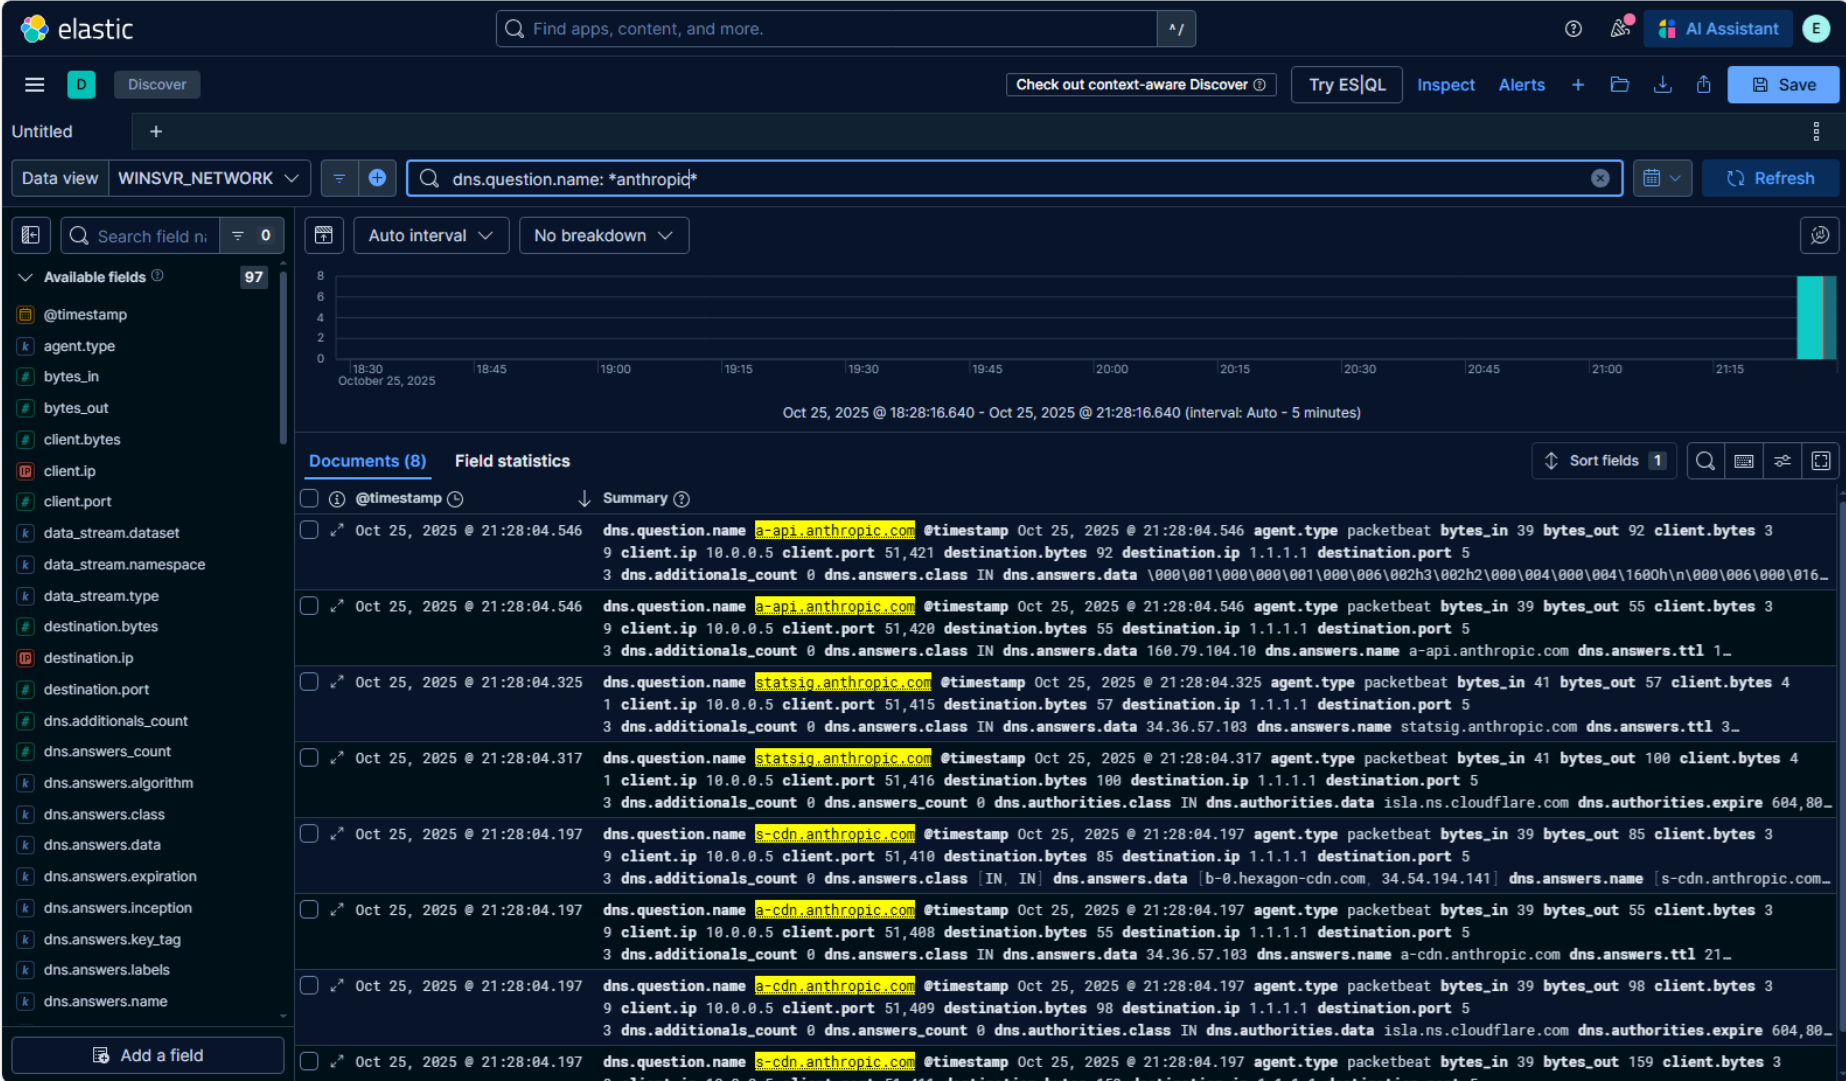 elastic
Find apps, content, and more.
^ /
AI Assistant
E
D
Discover
Check out context-aware Discover
Try ES|QL
Inspect
Alerts
Save
Untitled
Data view
WINSVR_NETWORK
dns.question.name: *anthropic*
Refresh
Search field na
0
Auto interval
No breakdown
Available fields
97
@timestamp
agent.type
bytes_in
bytes_out
client.bytes
client.ip
client.port
data_stream.dataset
data_stream.namespace
data_stream.type
destination.bytes
destination.ip
destination.port
dns.additionals_count
dns.answers_count
dns.answers.algorithm
dns.answers.class
dns.answers.data
dns.answers.expiration
dns.answers.inception
dns.answers.key_tag
dns.answers.labels
dns.answers.name
Add a field
8
6
4
2
0
18:30 18:45 19:00 19:15 19:30 19:45 20:00 20:15 20:30 20:45 21:00 21:15
October 25, 2025
Oct 25, 2025 @ 18:28:16.640 - Oct 25, 2025 @ 21:28:16.640 (interval: Auto - 5 minutes)
Documents (8)
Field statistics
Sort fields 1
@timestamp
Summary
Oct 25, 2025 @ 21:28:04.546 dns.question.name a-api.anthropic.com @timestamp Oct 25, 2025 @ 21:28:04.546 agent.type packetbeat bytes_in 39 bytes_out 92 client.bytes 3
9 client.ip 10.0.0.5 client.port 51,421 destination.bytes 92 destination.ip 1.1.1.1 destination.port 5
3 dns.additionals_count 0 dns.answers.class IN dns.answers.data \000\001\000\000\001\000\006\002h3\002h2\000\004\000\004\160Oh\n\000\006\000\016…
Oct 25, 2025 @ 21:28:04.546 dns.question.name a-api.anthropic.com @timestamp Oct 25, 2025 @ 21:28:04.546 agent.type packetbeat bytes_in 39 bytes_out 55 client.bytes 3
9 client.ip 10.0.0.5 client.port 51,420 destination.bytes 55 destination.ip 1.1.1.1 destination.port 5
3 dns.additionals_count 0 dns.answers.class IN dns.answers.data 160.79.104.10 dns.answers.name a-api.anthropic.com dns.answers.ttl 1…
Oct 25, 2025 @ 21:28:04.325 dns.question.name statsig.anthropic.com @timestamp Oct 25, 2025 @ 21:28:04.325 agent.type packetbeat bytes_in 41 bytes_out 57 client.bytes 4
1 client.ip 10.0.0.5 client.port 51,415 destination.bytes 57 destination.ip 1.1.1.1 destination.port 5
3 dns.additionals_count 0 dns.answers.class IN dns.answers.data 34.36.57.103 dns.answers.name statsig.anthropic.com dns.answers.ttl 3…
Oct 25, 2025 @ 21:28:04.317 dns.question.name statsig.anthropic.com @timestamp Oct 25, 2025 @ 21:28:04.317 agent.type packetbeat bytes_in 41 bytes_out 100 client.bytes 4
1 client.ip 10.0.0.5 client.port 51,416 destination.bytes 100 destination.ip 1.1.1.1 destination.port 5
3 dns.additionals_count 0 dns.answers_count 0 dns.authorities.class IN dns.authorities.data isla.ns.cloudflare.com dns.authorities.expire 604,80…
Oct 25, 2025 @ 21:28:04.197 dns.question.name s-cdn.anthropic.com @timestamp Oct 25, 2025 @ 21:28:04.197 agent.type packetbeat bytes_in 39 bytes_out 85 client.bytes 3
9 client.ip 10.0.0.5 client.port 51,410 destination.bytes 85 destination.ip 1.1.1.1 destination.port 5
3 dns.additionals_count 0 dns.answers.class [IN, IN] dns.answers.data [b-0.hexagon-cdn.com, 34.54.194.141] dns.answers.name [s-cdn.anthropic.com…
Oct 25, 2025 @ 21:28:04.197 dns.question.name a-cdn.anthropic.com @timestamp Oct 25, 2025 @ 21:28:04.197 agent.type packetbeat bytes_in 39 bytes_out 55 client.bytes 3
9 client.ip 10.0.0.5 client.port 51,408 destination.bytes 55 destination.ip 1.1.1.1 destination.port 5
3 dns.additionals_count 0 dns.answers.class IN dns.answers.data 34.36.57.103 dns.answers.name a-cdn.anthropic.com dns.answers.ttl 21…
Oct 25, 2025 @ 21:28:04.197 dns.question.name a-cdn.anthropic.com @timestamp Oct 25, 2025 @ 21:28:04.197 agent.type packetbeat bytes_in 39 bytes_out 98 client.bytes 3
9 client.ip 10.0.0.5 client.port 51,409 destination.bytes 98 destination.ip 1.1.1.1 destination.port 5
3 dns.additionals_count 0 dns.answers_count 0 dns.authorities.class IN dns.authorities.data isla.ns.cloudflare.com dns.authorities.expire 604,80…
Oct 25, 2025 @ 21:28:04.197 dns.question.name s-cdn.anthropic.com @timestamp Oct 25, 2025 @ 21:28:04.197 agent.type packetbeat bytes_in 39 bytes_out 159 client.bytes 3